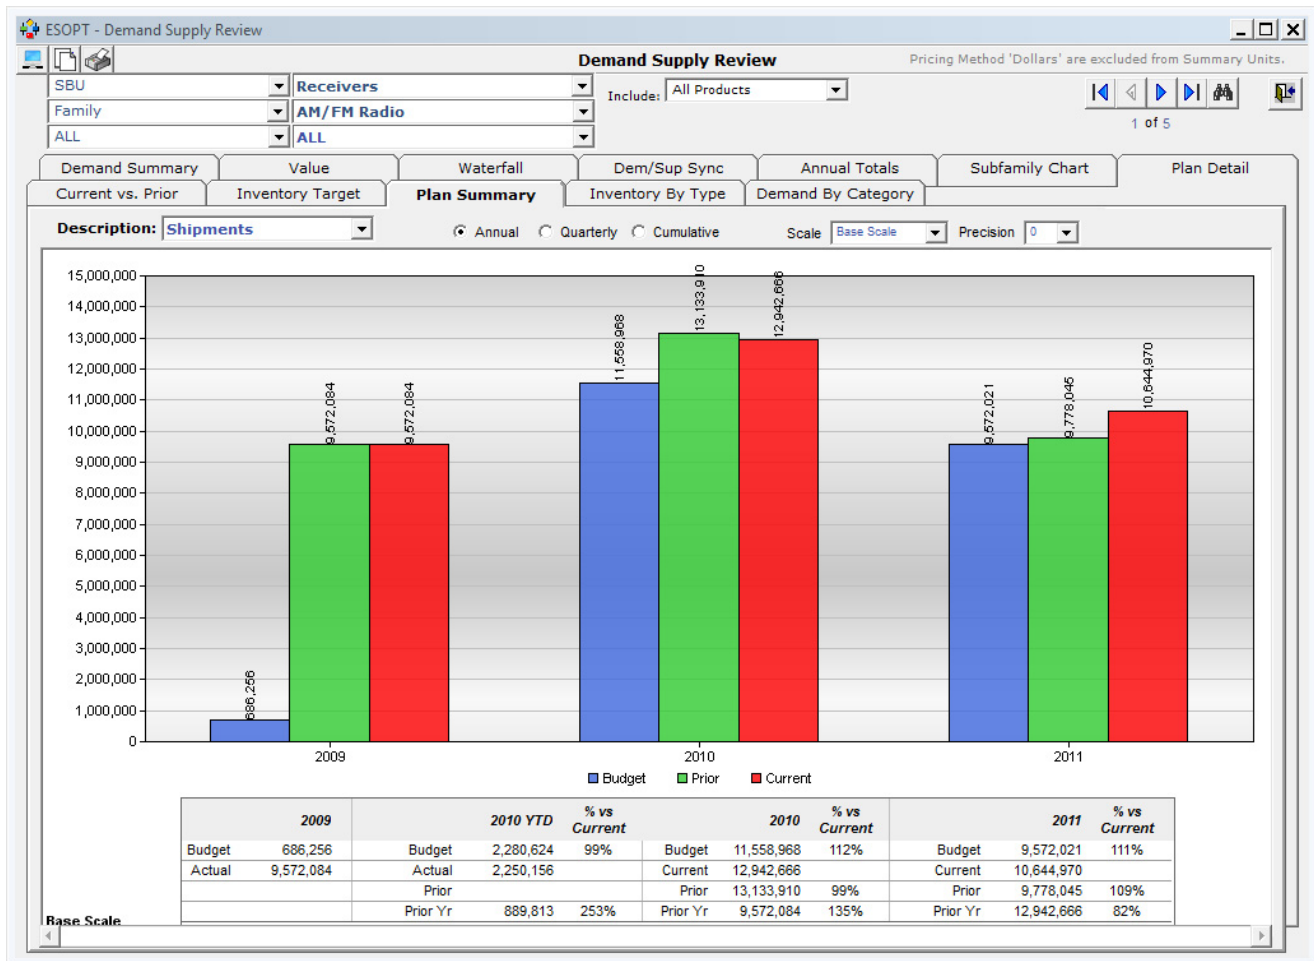 ESOPT - Demand Supply Review
Demand Supply Review
Pricing Method 'Dollars' are excluded from Summary Units.
SBU Receivers Include: All Products
Family AM/FM Radio
1 of 5
ALL ALL
Demand Summary Value Waterfall Dem/Sup Sync Annual Totals Subfamily Chart Plan Detail
Current vs. Prior Inventory Target Plan Summary Inventory By Type Demand By Category
Description: Shipments Annual Quarterly Cumulative Scale Base Scale Precision 0
15,000,000
14,000,000
13,000,000
12,000,000
11,000,000
10,000,000
9,000,000
8,000,000
7,000,000
6,000,000
5,000,000
4,000,000
3,000,000
2,000,000
1,000,000
0
686,256
9,572,084
9,572,084
11,558,968
13,133,910
12,942,666
9,572,021
9,778,045
10,644,970
2009 2010 2011
Budget Prior Current
2009 2010 YTD % vs Current 2010 % vs Current 2011 % vs Current
Budget 686,256 Budget 2,280,624 99% Budget 11,558,968 112% Budget 9,572,021 111%
Actual 9,572,084 Actual 2,250,156 Current 12,942,666 Current 10,644,970
Prior Prior 13,133,910 99% Prior 9,778,045 109%
Prior Yr 889,813 253% Prior Yr 9,572,084 135% Prior Yr 12,942,666 82%
Base Scale